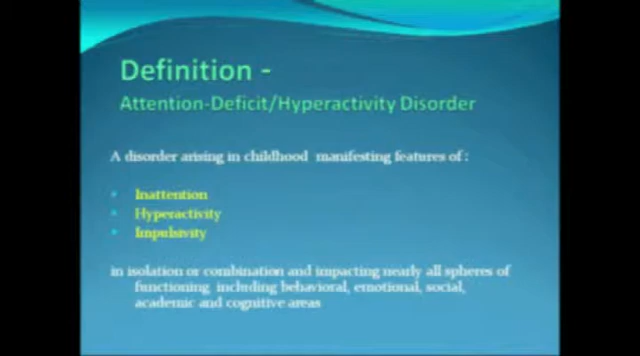 Definition -
Attention-Deficit/Hyperactivity Disorder
A disorder arising in childhood manifesting features of :
• Inattention
• Hyperactivity
• Impulsivity
in isolation or combination and impacting nearly all spheres of
functioning including behavioral, emotional, social,
academic and cognitive areas